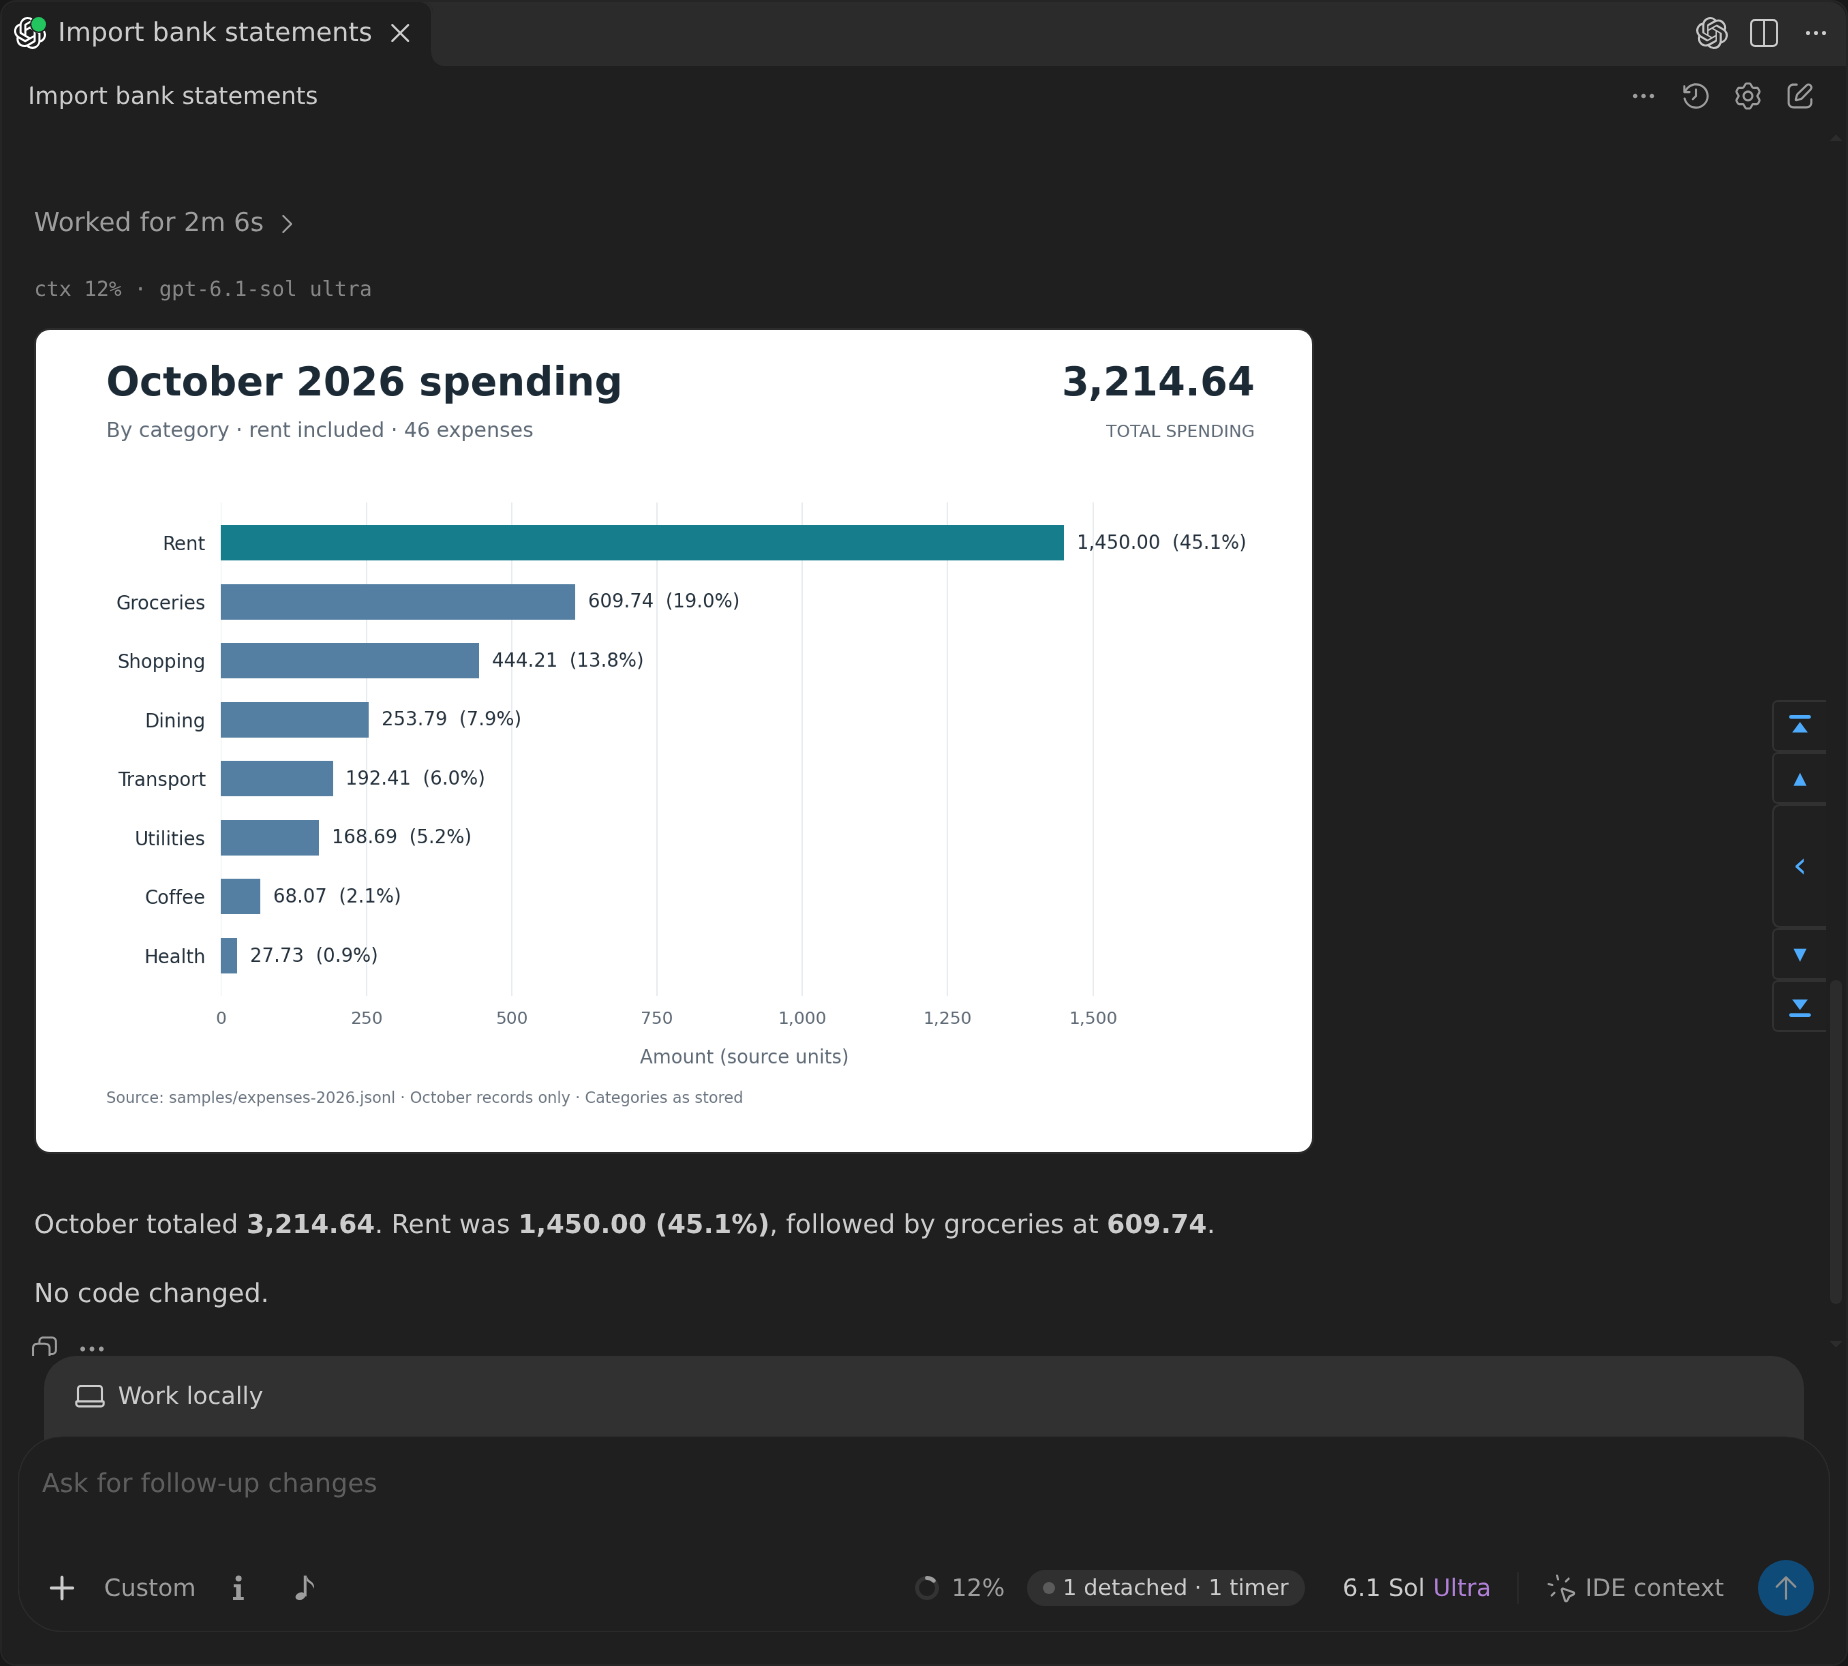 Import bank statements
Import bank statements
Worked for 2m 6s
ctx 12% · gpt-6.1-sol ultra
October 2026 spending
3,214.64
By category · rent included · 46 expenses
TOTAL SPENDING
Rent 1,450.00 (45.1%)
Groceries 609.74 (19.0%)
Shopping 444.21 (13.8%)
Dining 253.79 (7.9%)
Transport 192.41 (6.0%)
Utilities 168.69 (5.2%)
Coffee 68.07 (2.1%)
Health 27.73 (0.9%)
0 250 500 750 1,000 1,250 1,500
Amount (source units)
Source: samples/expenses-2026.jsonl · October records only · Categories as stored
October totaled 3,214.64. Rent was 1,450.00 (45.1%), followed by groceries at 609.74.
No code changed.
Work locally
Ask for follow-up changes
Custom 12% 1 detached · 1 timer 6.1 Sol Ultra IDE context